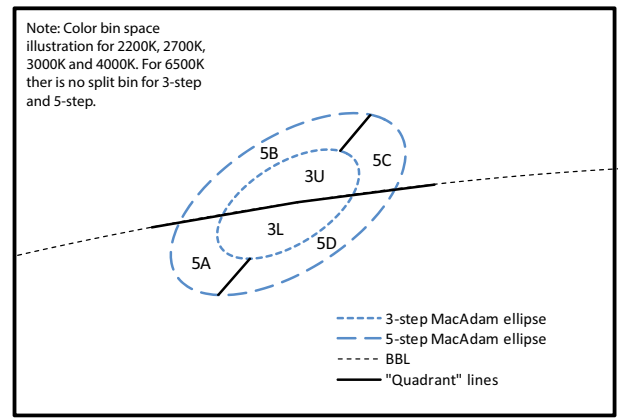 Note: Color bin space
illustration for 2200K, 2700K,
3000K and 4000K. For 6500K
ther is no split bin for 3-step
and 5-step.
5B
5C
3U
3L
5D
5A
3-step MacAdam ellipse
5-step MacAdam ellipse
BBL
"Quadrant" lines